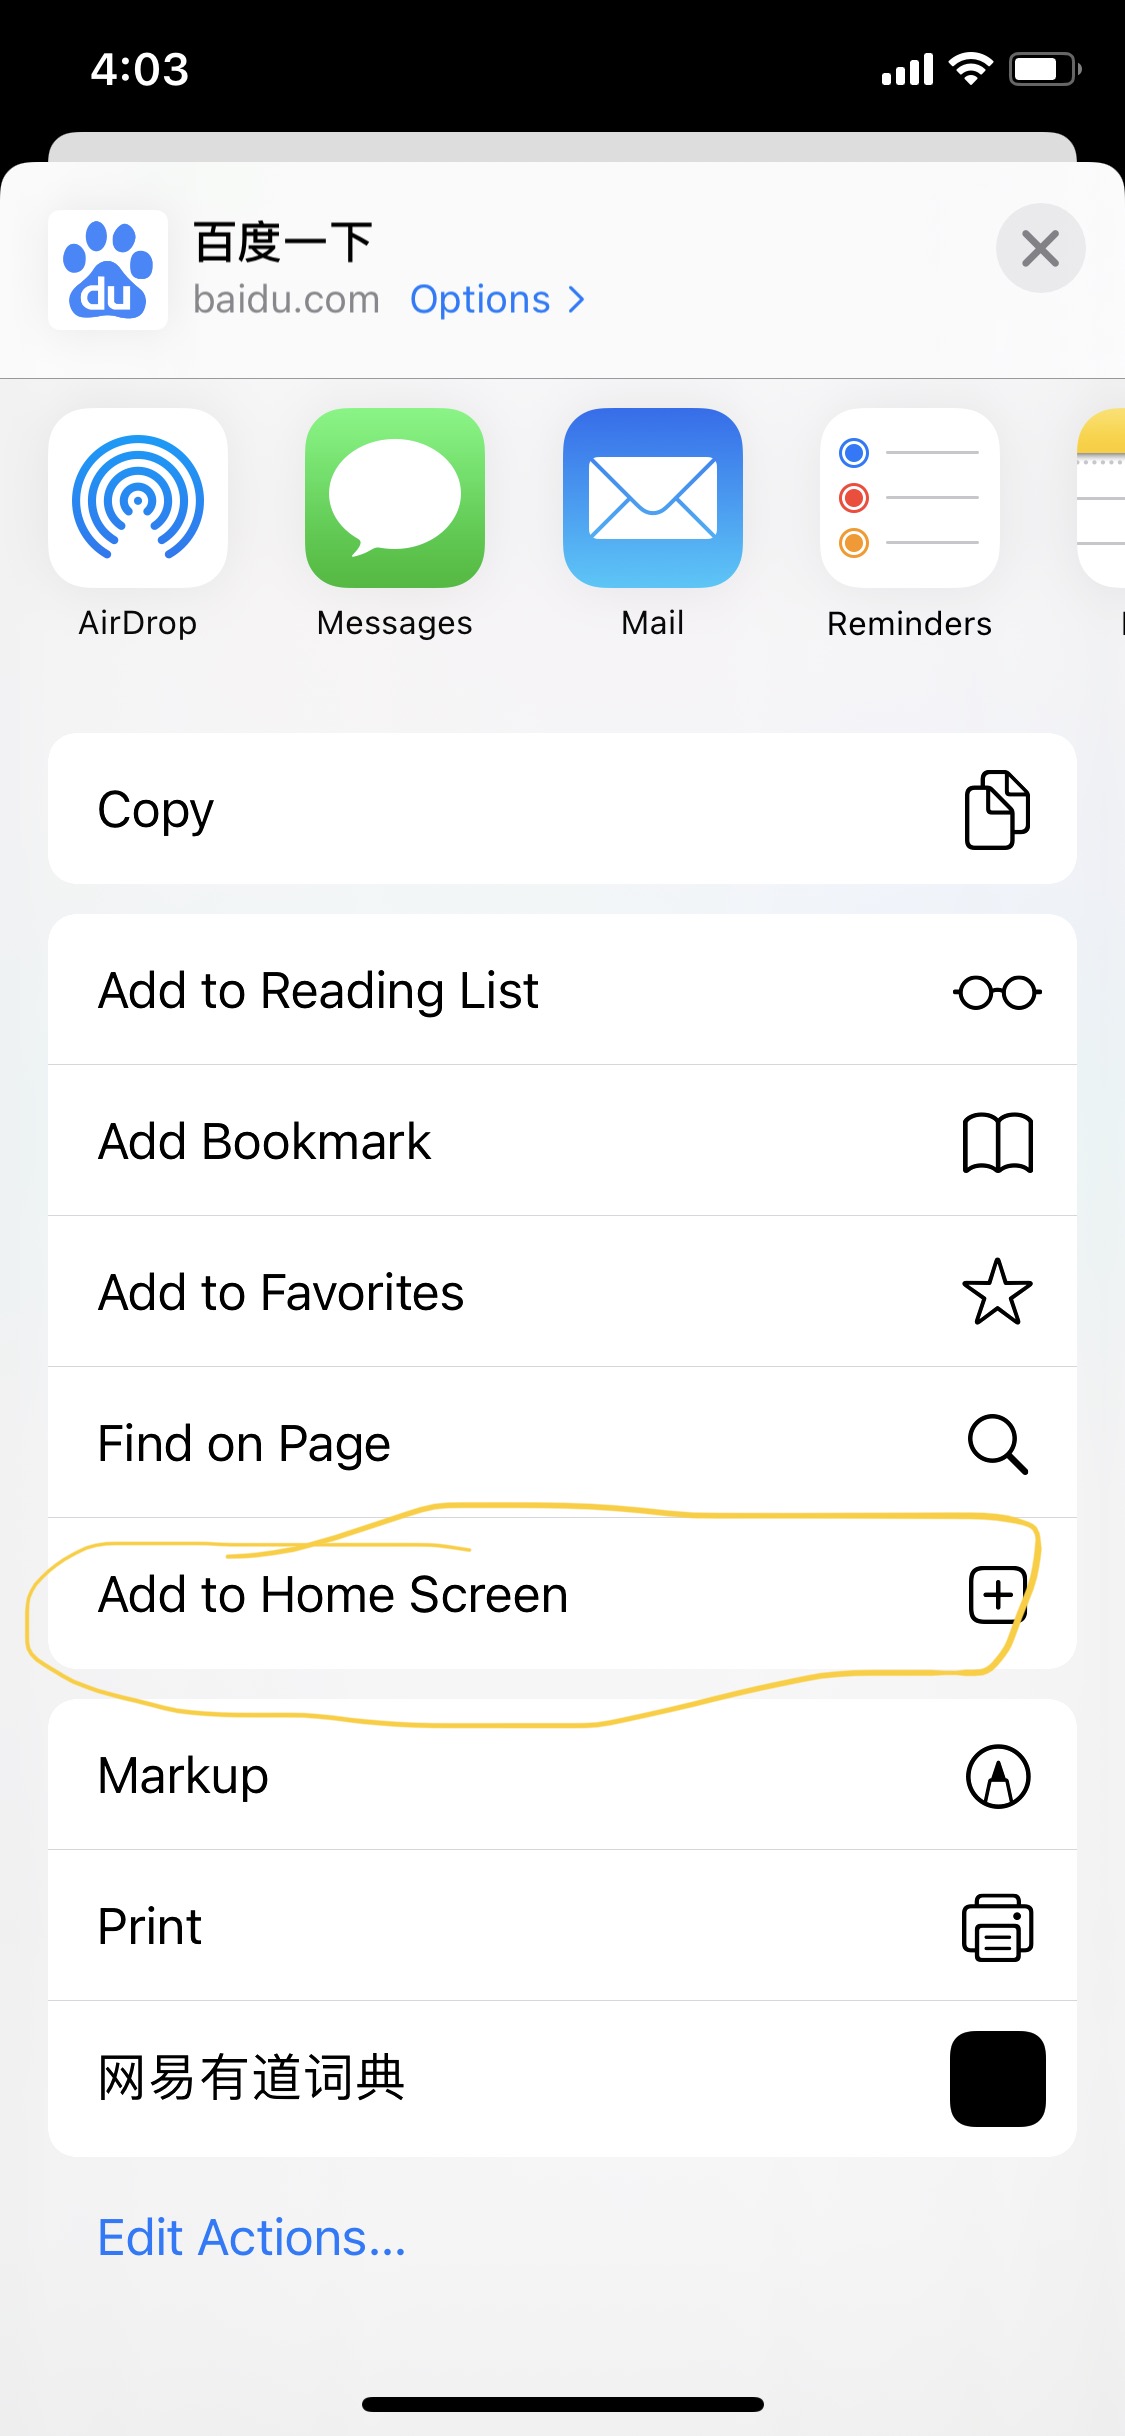 4:03
百度一下
baidu.com Options
du
AirDrop Messages Mail Reminders
Copy
Add to Reading List
Add Bookmark
Add to Favorites
Find on Page
Add to Home Screen
Markup
Print
网易有道词典
Edit Actions...